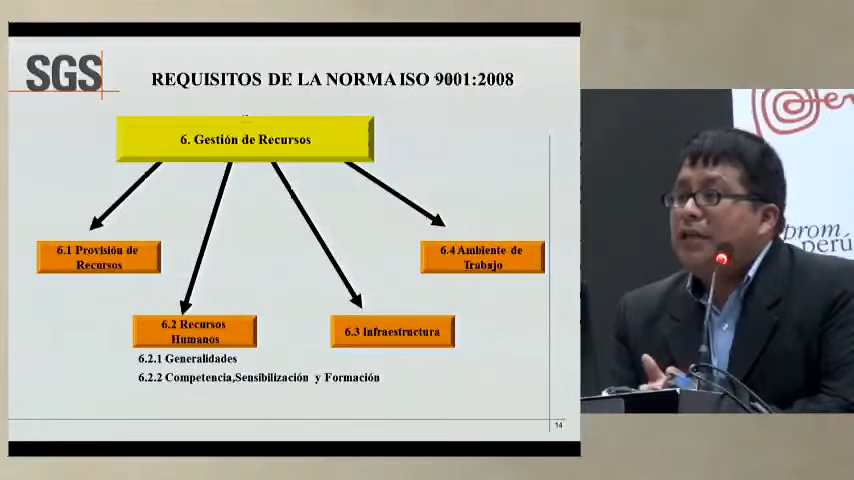 SGS
REQUISITOS DE LA NORMA ISO 9001:2008
6. Gestión de Recursos
6.1 Provisión de
Recursos
6.4 Ambiente de
Trabajo
6.2 Recursos
Humanos
6.3 Infraestructura
6.2.1 Generalidades
6.2.2 Competencia,Sensibilización y Formación
14
prom
perú